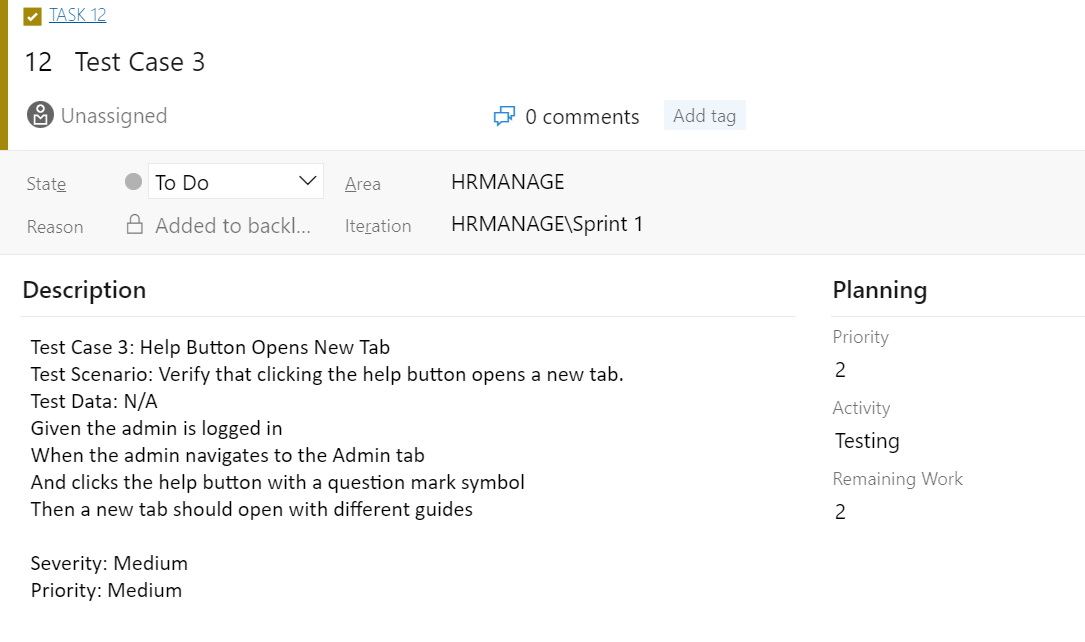 TASK 12
12 Test Case 3
Unassigned
0 comments
Add tag
State
To Do
Area
HRMANAGE
Reason
Added to backl...
Iteration
HRMANAGE\Sprint 1
Description
Test Case 3: Help Button Opens New Tab
Test Scenario: Verify that clicking the help button opens a new tab.
Test Data: N/A
Given the admin is logged in
When the admin navigates to the Admin tab
And clicks the help button with a question mark symbol
Then a new tab should open with different guides
Severity: Medium
Priority: Medium
Planning
Priority
2
Activity
Testing
Remaining Work
2